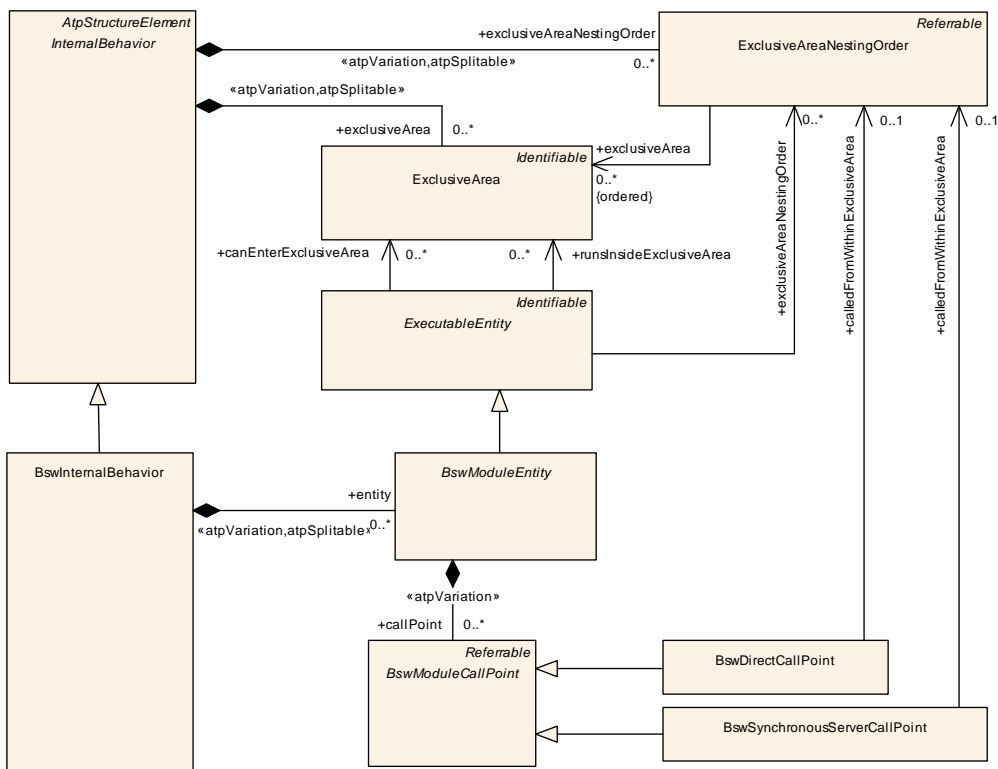 AtpStructureElement
InternalBehavior
+exclusiveAreaNestingOrder
«atpVariation,atpSplitable»
0..*
Referrable
ExclusiveAreaNestingOrder
«atpVariation,atpSplitable»
+exclusiveArea
0..*
Identifiable
ExclusiveArea
+exclusiveArea
0..*
{ordered}
0..*
0..1
0..1
+exclusiveAreaNestingOrder
+calledFromWithinExclusiveArea
+calledFromWithinExclusiveArea
+canEnterExclusiveArea
0..*
0..*
+runsInsideExclusiveArea
Identifiable
ExecutableEntity
BswInternalBehavior
+entity
«atpVariation,atpSplitable»
0..*
BswModuleEntity
«atpVariation»
+callPoint
0..*
Referrable
BswModuleCallPoint
BswDirectCallPoint
BswSynchronousServerCallPoint